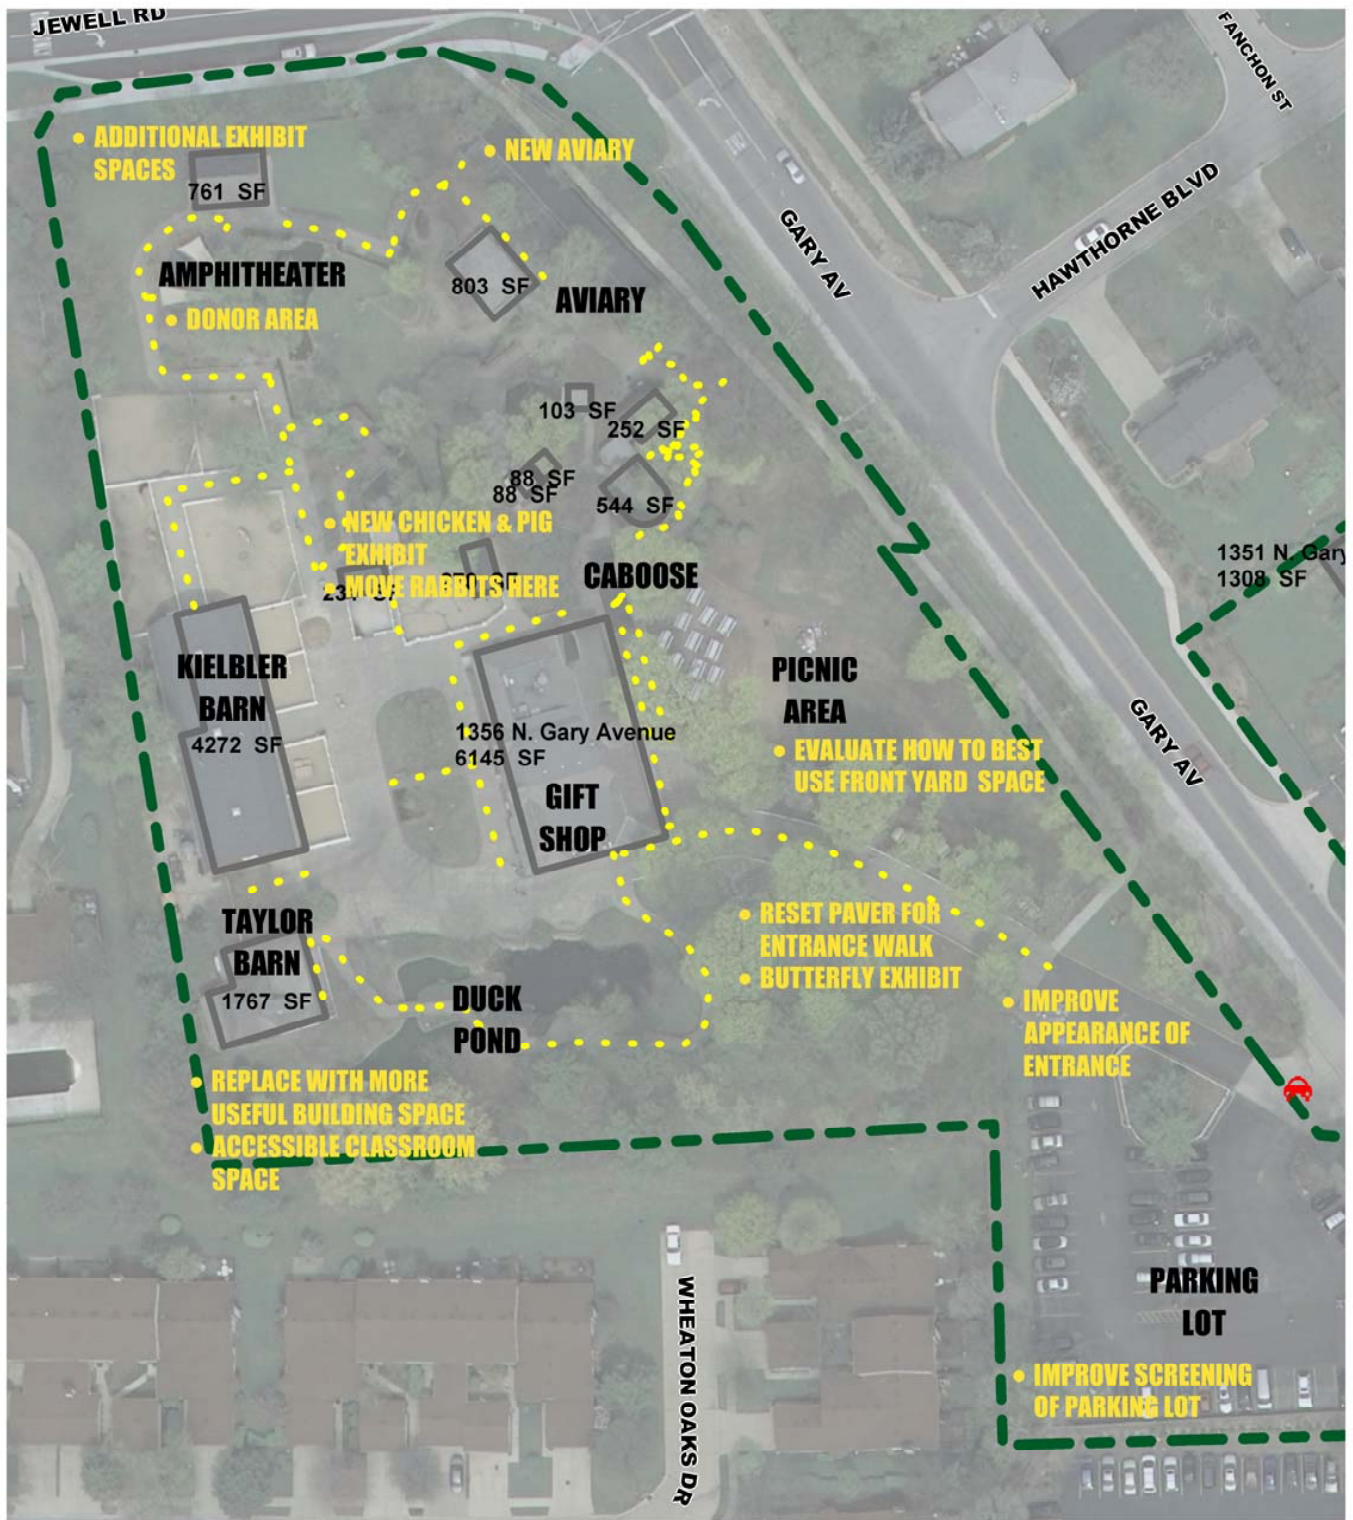 JEWELL RD
FANCHON ST
• ADDITIONAL EXHIBIT
SPACES
761 SF
• NEW AVIARY
GARY AV
HAWTHORNE BLVD
AMPHITHEATER
• DONOR AREA
803 SF
AVIARY
103 SF
252 SF
88 SF
88 SF
544 SF
• NEW CHICKEN & PIG
EXHIBIT
• MOVE RABBITS HERE
SF
CABOOSE
1351 N. Gary
1308 SF
KIELBLER
BARN
4272 SF
1356 N. Gary Avenue
6145 SF
GIFT
SHOP
PICNIC
AREA
• EVALUATE HOW TO BEST
USE FRONT YARD SPACE
GARY AV
TAYLOR
BARN
1767 SF
DUCK
POND
• RESET PAVER FOR
ENTRANCE WALK
• BUTTERFLY EXHIBIT
• IMPROVE
APPEARANCE OF
ENTRANCE
• REPLACE WITH MORE
USEFUL BUILDING SPACE
• ACCESSIBLE CLASSROOM
SPACE
WHEATON OAKS DR
PARKING
LOT
• IMPROVE SCREENING
OF PARKING LOT